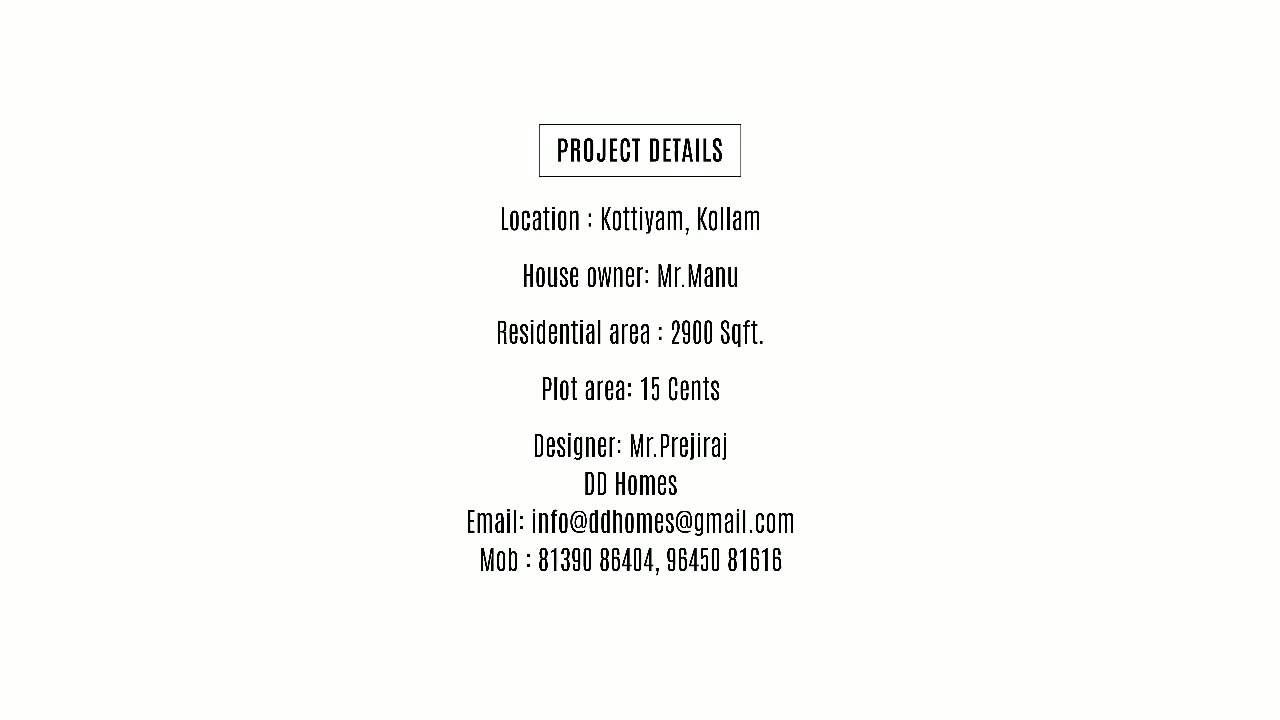 PROJECT DETAILS
Location : Kottiyam, Kollam
House owner: Mr.Manu
Residential area : 2900 Sqft.
Plot area: 15 Cents
Designer: Mr.Prejiraj
DD Homes
Email: info@ddhomes@gmail.com
Mob : 81390 86404, 96450 81616